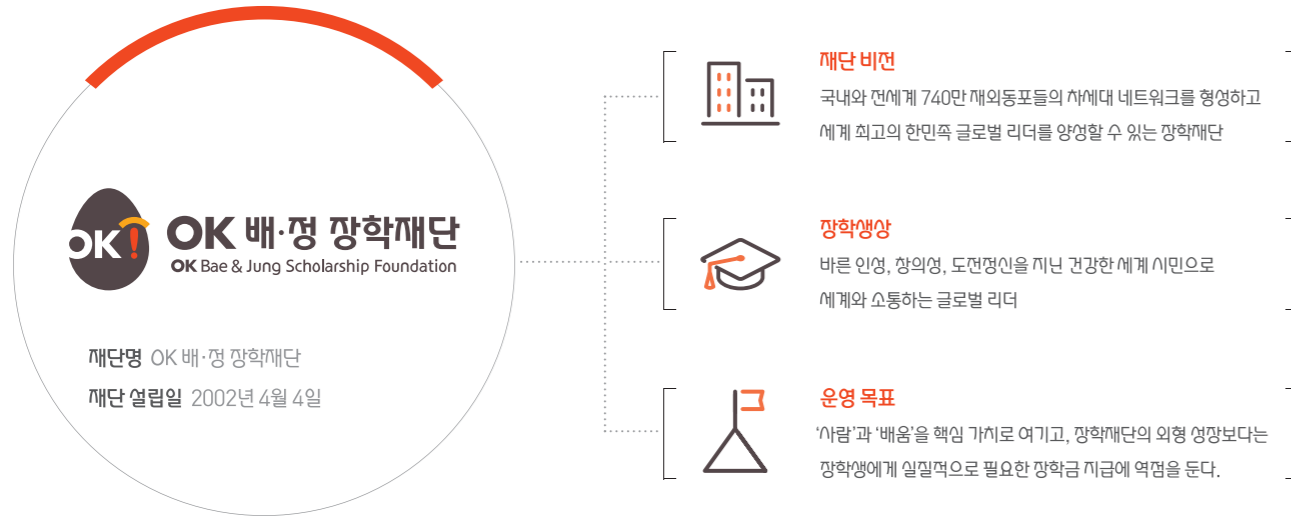 OK!
OK 배·정 장학재단
OK Bae & Jung Scholarship Foundation
재단명 OK 배·정 장학재단
재단 설립일 2002년 4월 4일
재단 비전
국내와 전세계 740만 재외동포들의 차세대 네트워크를 형성하고
세계 최고의 한민족 글로벌 리더를 양성할 수 있는 장학재단
장학생상
바른 인성, 창의성, 도전정신을 지닌 건강한 세계 시민으로
세계와 소통하는 글로벌 리더
운영 목표
‘사람’과 ‘배움’을 핵심 가치로 여기고, 장학재단의 외형 성장보다는
장학생에게 실질적으로 필요한 장학금 지급에 역점을 둔다.